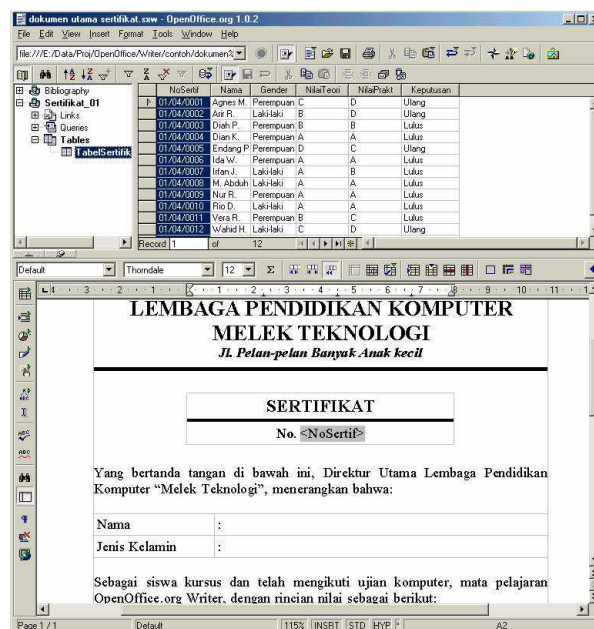 dokumen utama sertifikat.sxw - OpenOffice.org 1.0.2
File Edit View Insert Format Tools Window Help
file:///E:/Data/Proj/OpenOffice/Writer/contoh/dokumen%
Bibliography
Sertifikat_01
Links
Queries
Tables
TabelSertifik
NoSertif Nama Gender NilaiTeori NilaiPrakt Keputusan
01/04/0001 Agnes M. Perempuan C D Ulang
01/04/0002 Arir R. Laki-laki B D Ulang
01/04/0003 Diah P. Perempuan B B Lulus
01/04/0004 Dian K. Perempuan A A Lulus
01/04/0005 Endang P Perempuan D C Ulang
01/04/0006 Ida W. Perempuan A A Lulus
01/04/0007 Irfan J. Laki-laki A B Lulus
01/04/0008 M. Abduh Laki-laki A A Lulus
01/04/0009 Nur R. Perempuan A A Lulus
01/04/0010 Rio D. Laki-laki A A Lulus
01/04/0011 Vera R. Perempuan B C Lulus
01/04/0012 Wahid H. Laki-laki C D Ulang
Record 1 of 12
Default Thorndale 12
LEMBAGA PENDIDIKAN KOMPUTER
MELEK TEKNOLOGI
Jl. Pelan-pelan Banyak Anak kecil
SERTIFIKAT
No. <NoSertif>
Yang bertanda tangan di bawah ini, Direktur Utama Lembaga Pendidikan
Komputer “Melek Teknologi”, menerangkan bahwa:
Nama :
Jenis Kelamin :
Sebagai siswa kursus dan telah mengikuti ujian komputer, mata pelajaran
OpenOffice.org Writer, dengan rincian nilai sebagai berikut:
Page 1 / 1 Default 115% INSRT STD HYP * A2